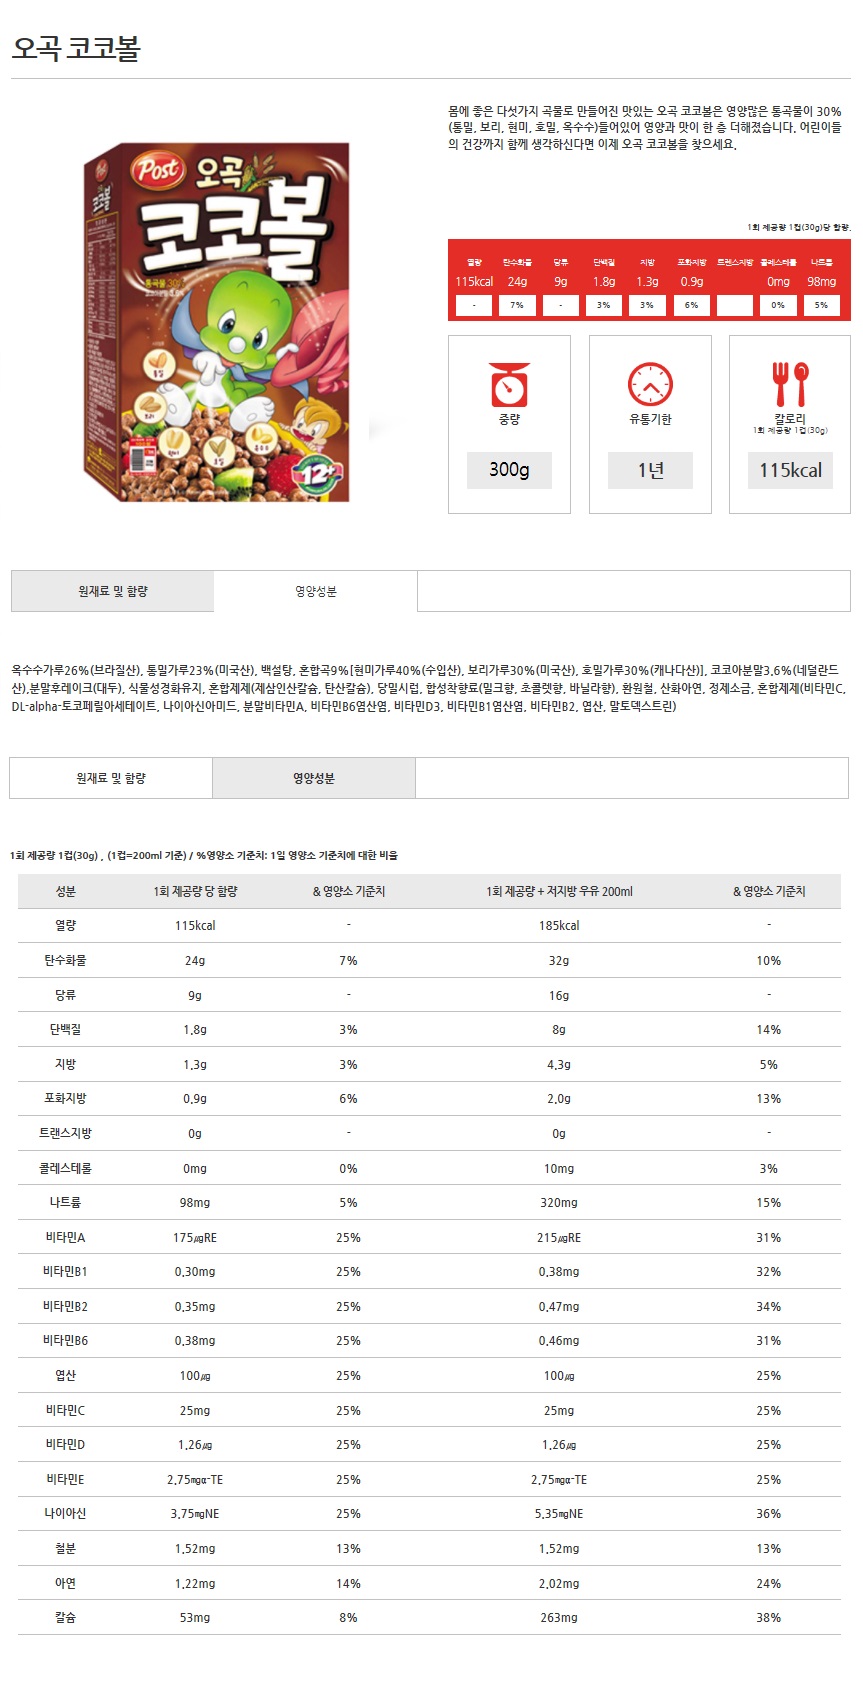 오곡 코코볼
몸에 좋은 다섯가지 곡물로 만들어진 맛있는 오곡 코코볼은 영양많은 통곡물이 30%
(통밀, 보리, 현미, 호밀, 옥수수)들어있어 영양과 맛이 한 층 더해졌습니다. 어린이들
의 건강까지 함께 생각하신다면 이제 오곡 코코볼을 찾으세요.
Post 오곡
코코볼
코코볼
통곡물 30%
통밀
보리
현미
호밀
옥수수
12+
1회 제공량 1컵(30g)당 함량.
열량 탄수화물 당류 단백질 지방 포화지방 트랜스지방 콜레스테롤 나트륨
115kcal 24g 9g 1.8g 1.3g 0.9g 0mg 98mg
- 7% - 3% 3% 6% 0% 5%
중량 유통기한 칼로리
1회 제공량 1컵(30g)
300g 1년 115kcal
원재료 및 함량 영양성분
옥수수가루26%(브라질산), 통밀가루23%(미국산), 백설탕, 혼합곡9%[현미가루40%(수입산), 보리가루30%(미국산), 호밀가루30%(캐나다산)], 코코아분말3.6%(네덜란드
산),분말후레이크(대두), 식물성경화유지, 혼합제제(제삼인산칼슘, 탄산칼슘), 당밀시럽, 합성착향료(밀크향, 초콜렛향, 바닐라향), 환원철, 산화아연, 정제소금, 혼합제제(비타민C,
DL-alpha-토코페릴아세테이트, 나이아신아미드, 분말비타민A, 비타민B6염산염, 비타민D3, 비타민B1염산염, 비타민B2, 엽산, 말토덱스트린)
원재료 및 함량 영양성분
1회 제공량 1컵(30g) , (1컵=200ml 기준) / %영양소 기준치: 1일 영양소 기준치에 대한 비율
성분 1회 제공량 당 함량 & 영양소 기준치 1회 제공량 + 저지방 우유 200ml & 영양소 기준치
열량 115kcal - 185kcal -
탄수화물 24g 7% 32g 10%
당류 9g - 16g -
단백질 1.8g 3% 8g 14%
지방 1.3g 3% 4.3g 5%
포화지방 0.9g 6% 2.0g 13%
트랜스지방 0g - 0g -
콜레스테롤 0mg 0% 10mg 3%
나트륨 98mg 5% 320mg 15%
비타민A 175㎍RE 25% 215㎍RE 31%
비타민B1 0.30mg 25% 0.38mg 32%
비타민B2 0.35mg 25% 0.47mg 34%
비타민B6 0.38mg 25% 0.46mg 31%
엽산 100㎍ 25% 100㎍ 25%
비타민C 25mg 25% 25mg 25%
비타민D 1.26㎍ 25% 1.26㎍ 25%
비타민E 2.75㎎α-TE 25% 2.75㎎α-TE 25%
나이아신 3.75㎎NE 25% 5.35㎎NE 36%
철분 1.52mg 13% 1.52mg 13%
아연 1.22mg 14% 2.02mg 24%
칼슘 53mg 8% 263mg 38%